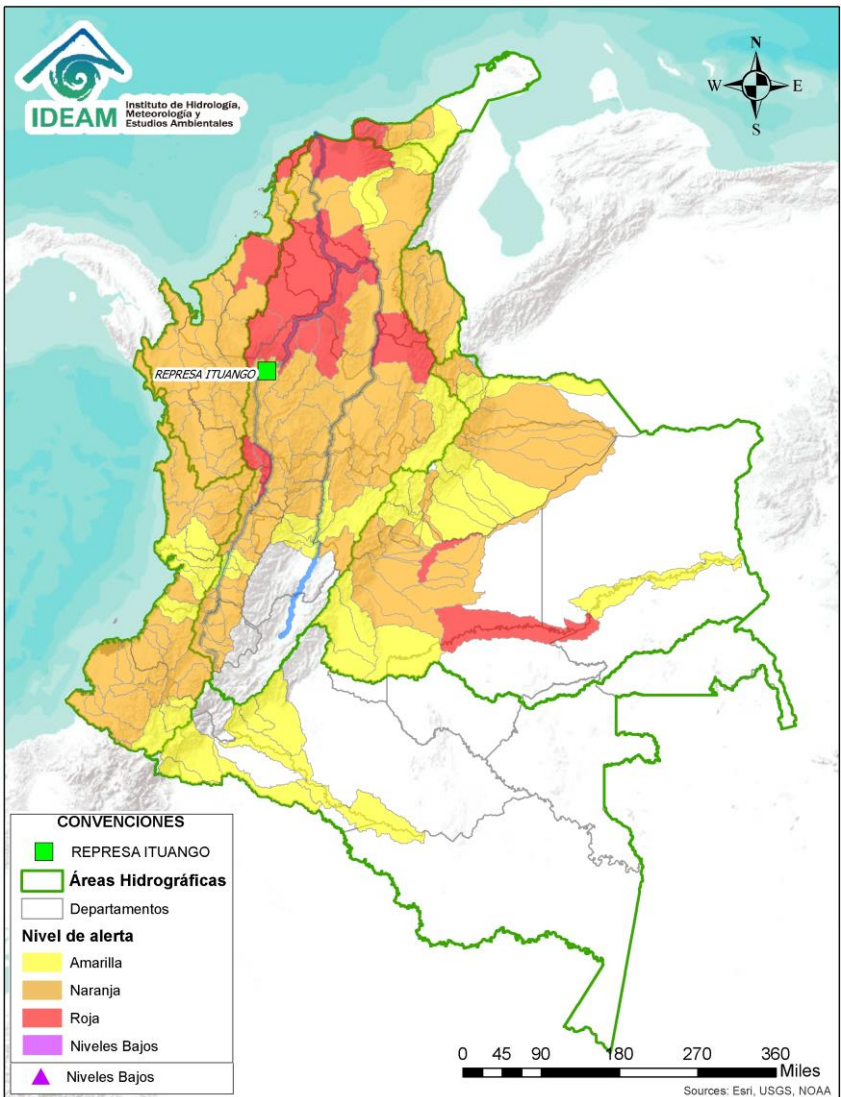 IDEAM
Instituto de Hidrología,
Meteorología y
Estudios Ambientales
N
W
E
S
REPRESA ITUANGO
CONVENCIONES
REPRESA ITUANGO
Áreas Hidrográficas
Departamentos
Nivel de alerta
Amarilla
Naranja
Roja
Niveles Bajos
Niveles Bajos
0 45 90 180 270 360
Miles
Sources: Esri, USGS, NOAA